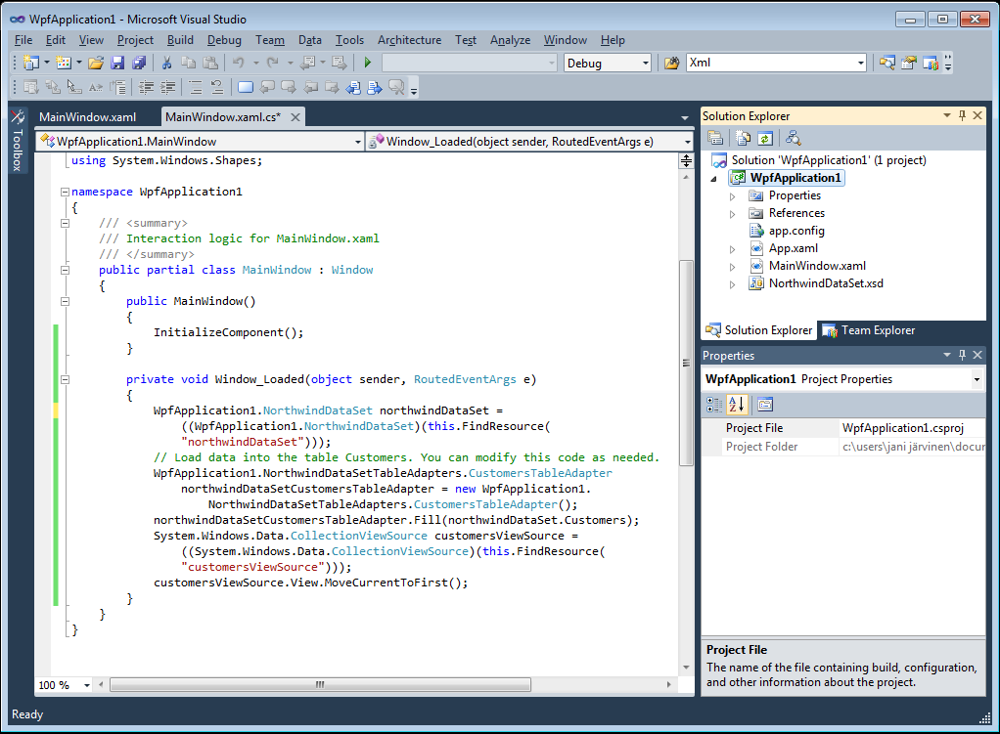 WpfApplication1 - Microsoft Visual Studio
File Edit View Project Build Debug Team Data Tools Architecture Test Analyze Window Help
Debug Xml
Toolbox
MainWindow.xaml MainWindow.xaml.cs*
WpfApplication1.MainWindow Window_Loaded(object sender, RoutedEventArgs e)
using System.Windows.Shapes;
namespace WpfApplication1
{
/// <summary>
/// Interaction logic for MainWindow.xaml
/// </summary>
public partial class MainWindow : Window
{
public MainWindow()
{
InitializeComponent();
}
private void Window_Loaded(object sender, RoutedEventArgs e)
{
WpfApplication1.NorthwindDataSet northwindDataSet =
((WpfApplication1.NorthwindDataSet)(this.FindResource(
"northwindDataSet")));
// Load data into the table Customers. You can modify this code as needed.
WpfApplication1.NorthwindDataSetTableAdapters.CustomersTableAdapter
northwindDataSetCustomersTableAdapter = new WpfApplication1.
NorthwindDataSetTableAdapters.CustomersTableAdapter();
northwindDataSetCustomersTableAdapter.Fill(northwindDataSet.Customers);
System.Windows.Data.CollectionViewSource customersViewSource =
((System.Windows.Data.CollectionViewSource)(this.FindResource(
"customersViewSource")));
customersViewSource.View.MoveCurrentToFirst();
}
}
}
100 %
Solution Explorer
Solution 'WpfApplication1' (1 project)
WpfApplication1
Properties
References
app.config
App.xaml
MainWindow.xaml
NorthwindDataSet.xsd
Solution Explorer Team Explorer
Properties
WpfApplication1 Project Properties
Project File WpfApplication1.csproj
Project Folder c:\users\jani järvinen\docur
Project File
The name of the file containing build, configuration,
and other information about the project.
Ready